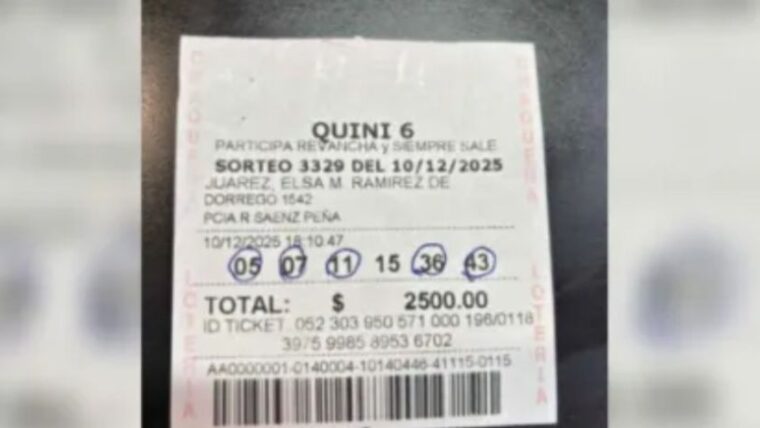 QUINI 6
PARTICIPA REVANCHA y SIEMPRE SALE
SORTEO 3329 DEL 10/12/2025
JUAREZ, ELSA M. RAMIREZ DE
DORREGO 1542
PCIA R SAENZ PEÑA
10/12/2025 18:10:47
05 07 11 15 36 43
TOTAL: $ 2500.00
ID TICKET. 052 303 950 571 000 196/0118
3975 9985 8953 6702
AA0000001-0140004-10140446-41115-0115
LOTERIA